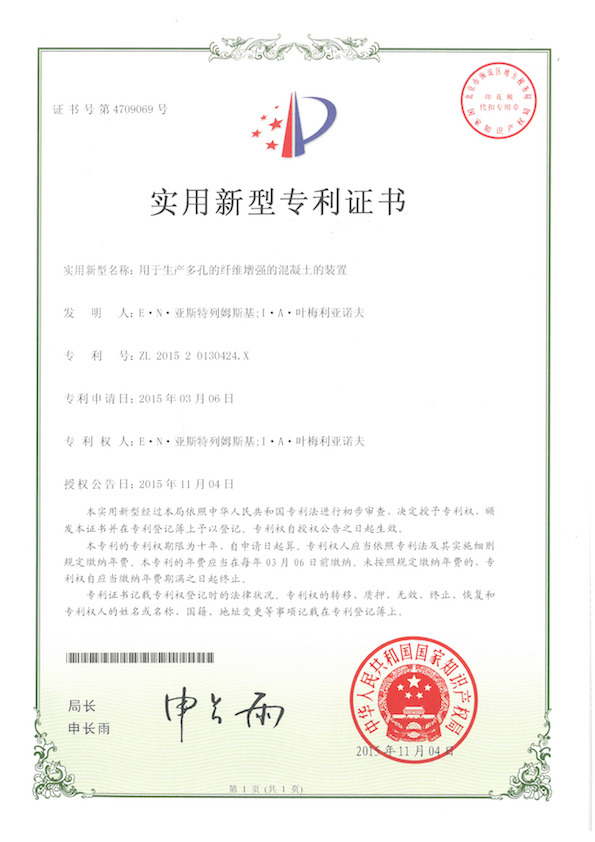 证书号第4709069号
北京市海淀区地方税务局
印花税
代扣专用章
国家知识产权局
实用新型专利证书
实用新型名称：用于生产多孔的纤维增强的混凝土的装置
发 明 人：E·N·亚斯特列姆斯基;I·A·叶梅利亚诺夫
专 利 号：ZL 2015 2 0130424.X
专利申请日：2015年03月06日
专 利 权 人：E·N·亚斯特列姆斯基;I·A·叶梅利亚诺夫
授权公告日：2015年11月04日
本实用新型经过本局依照中华人民共和国专利法进行初步审查，决定授予专利权，颁
发本证书并在专利登记簿上予以登记。专利权自授权公告之日起生效。
本专利的专利权期限为十年，自申请日起算。专利权人应当依照专利法及其实施细则
规定缴纳年费。本专利的年费应当在每年03月06日前缴纳。未按照规定缴纳年费的，专
利权自应当缴纳年费期满之日起终止。
专利证书记载专利权登记时的法律状况。专利权的转移、质押、无效、终止、恢复和
专利权人的姓名或名称、国籍、地址变更等事项记载在专利登记簿上。
局长
申长雨
申长雨
中华人民共和国国家知识产权局
2015年11月04日
第1页(共1页)